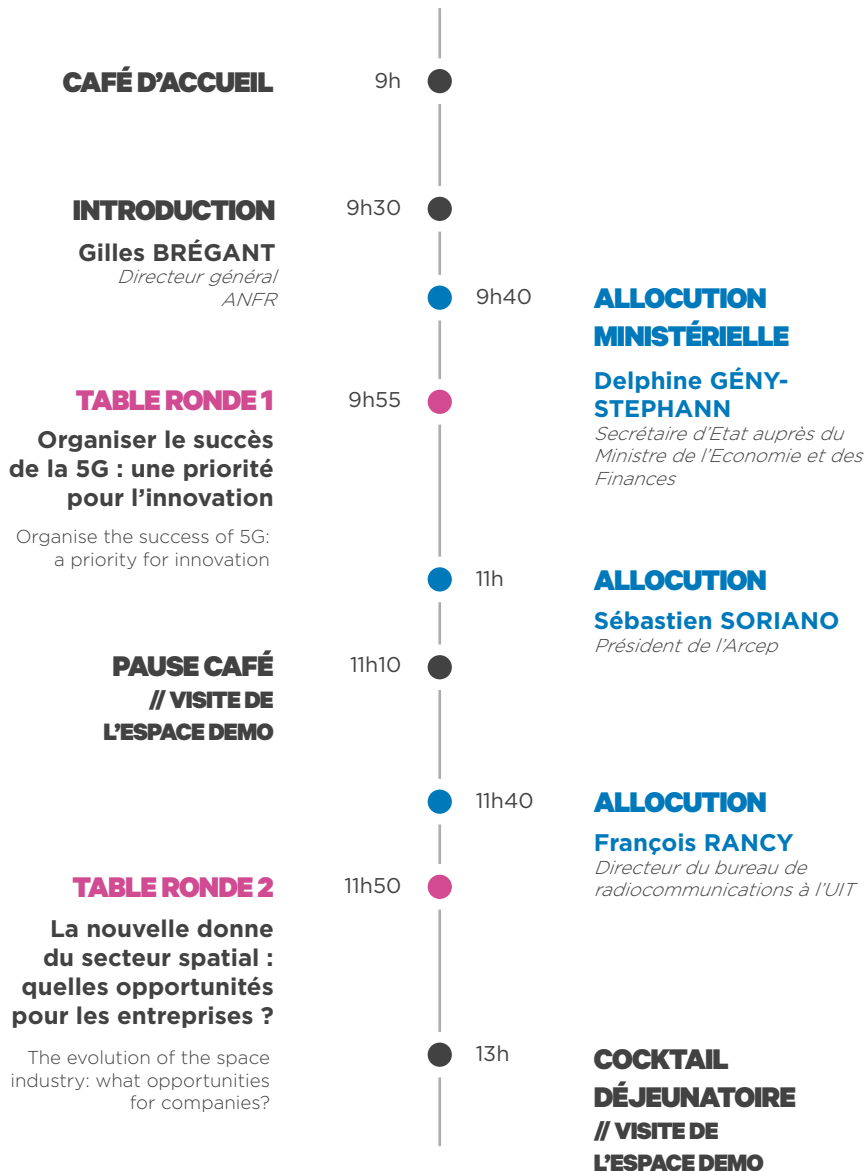 CAFÉ D'ACCUEIL
9h
INTRODUCTION
9h30
Gilles BRÉGANT
Directeur général
ANFR
9h40
ALLOCUTION
MINISTÉRIELLE
Delphine GÉNY-
STEPHANN
Secrétaire d'Etat auprès du
Ministre de l'Economie et des
Finances
TABLE RONDE 1
9h55
Organiser le succès
de la 5G : une priorité
pour l'innovation
Organise the success of 5G:
a priority for innovation
11h
ALLOCUTION
Sébastien SORIANO
Président de l'Arcep
PAUSE CAFÉ
11h10
// VISITE DE
L'ESPACE DEMO
11h40
ALLOCUTION
François RANCY
Directeur du bureau de
radiocommunications à l'UIT
TABLE RONDE 2
11h50
La nouvelle donne
du secteur spatial :
quelles opportunités
pour les entreprises ?
The evolution of the space
industry: what opportunities
for companies?
13h
COCKTAIL
DÉJEUNATOIRE
// VISITE DE
L'ESPACE DEMO